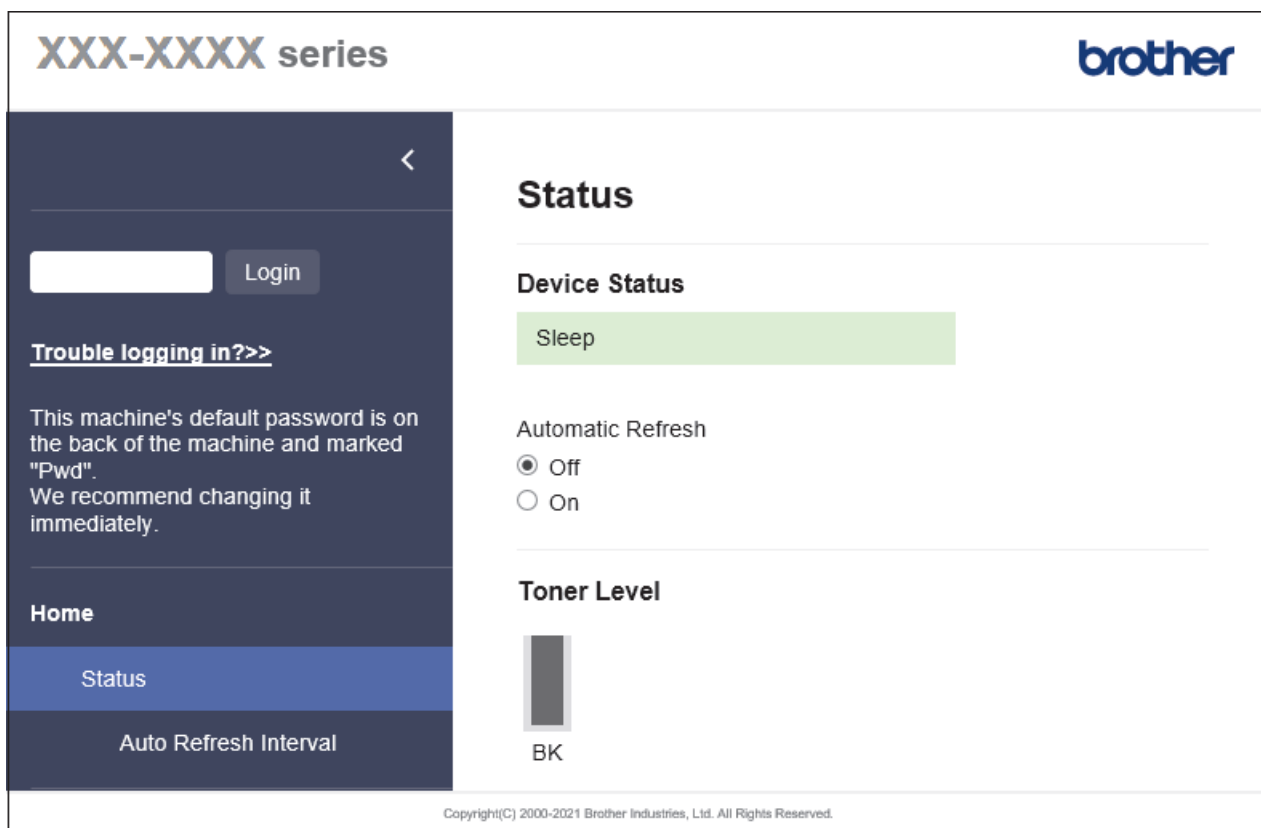 XXX-XXXX series
brother
Login
Trouble logging in?>>
This machine's default password is on
the back of the machine and marked
"Pwd".
We recommend changing it
immediately.
Home
Status
Auto Refresh Interval
Status
Device Status
Sleep
Automatic Refresh
Off
On
Toner Level
BK
Copyright(C) 2000-2021 Brother Industries, Ltd. All Rights Reserved.